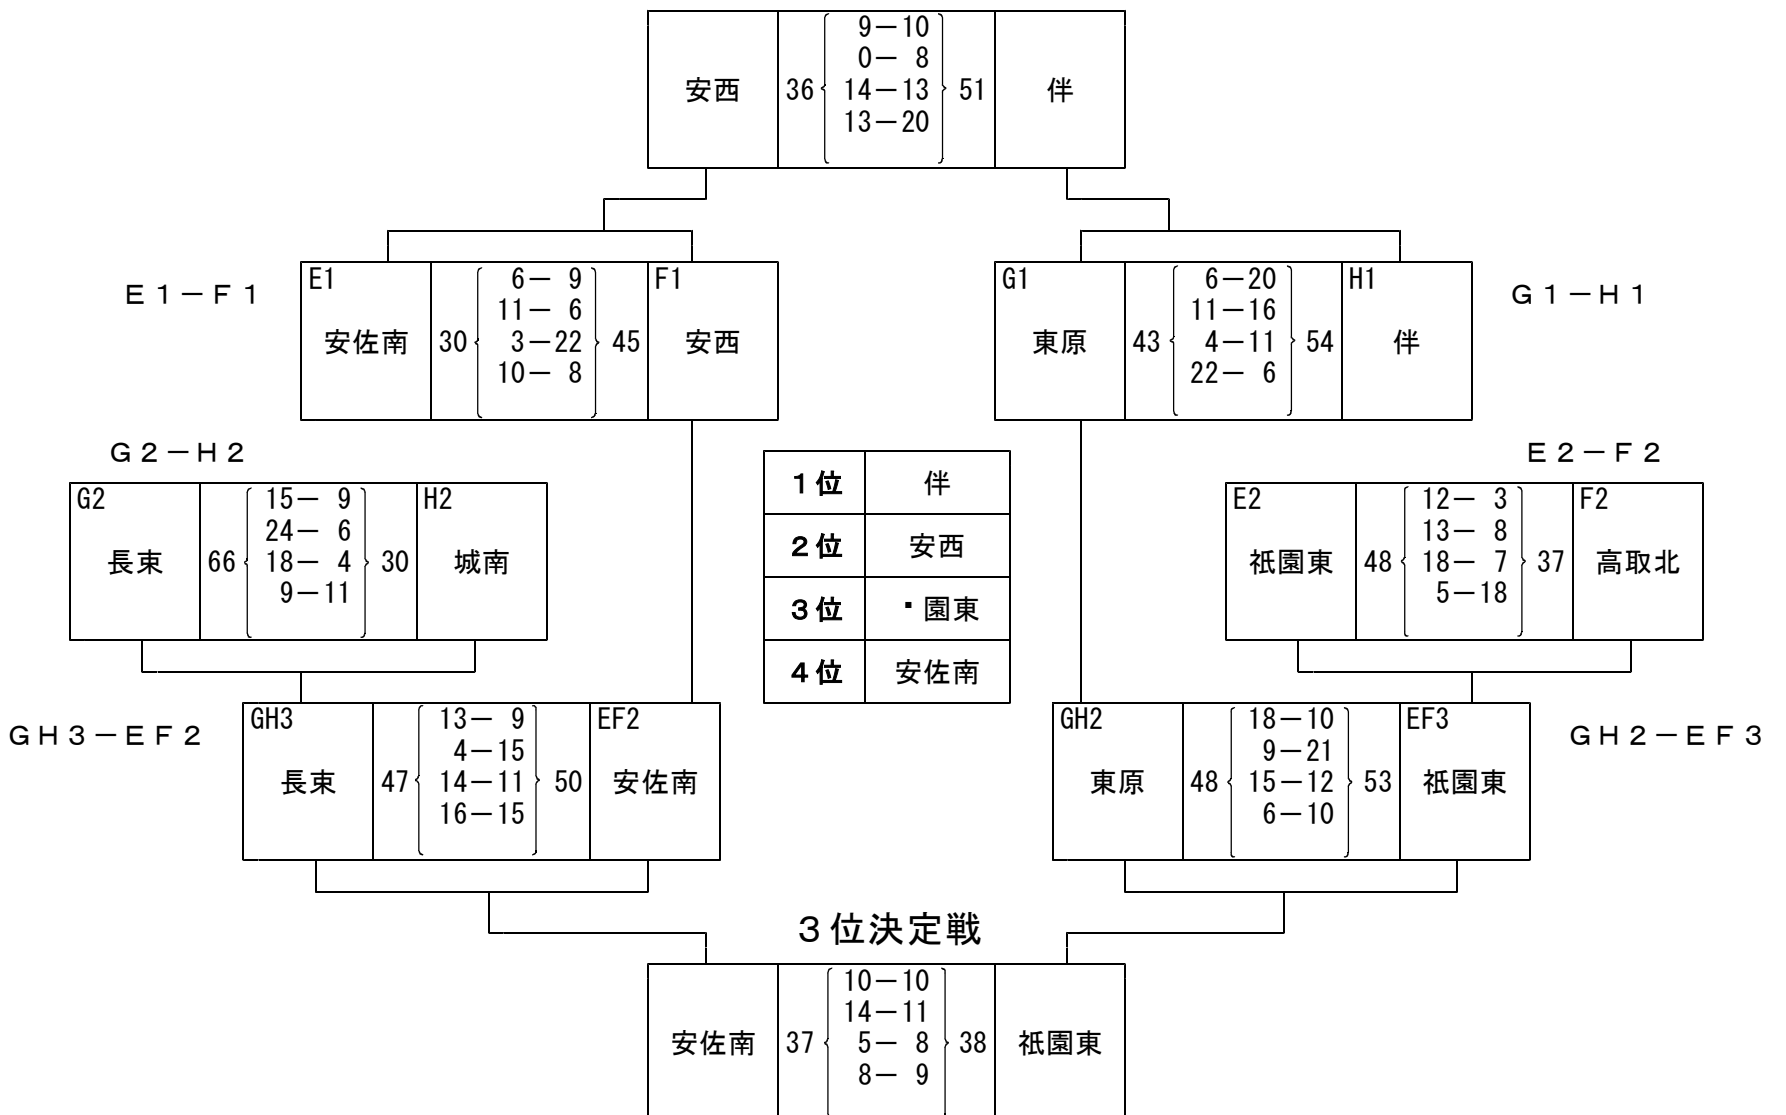 9－10
0－ 8
安西 36 14－13 51 伴
13－20
E１－F１
E1 6－ 9 F1
11－ 6
安佐南 30 3－22 45 安西
10－ 8
G1 6－20 H1
11－16
東原 43 4－11 54 伴
22－ 6
G１－H１
G２－H２
G2 15－ 9 H2
24－ 6
長束 66 18－ 4 30 城南
9－11
１位 伴
２位 安西
３位 ・園東
４位 安佐南
E２－F２
E2 12－ 3 F2
13－ 8
祇園東 48 18－ 7 37 高取北
5－18
GH３－EF２
GH3 13－ 9 EF2
4－15
長束 47 14－11 50 安佐南
16－15
GH2 18－10 EF3
9－21
東原 48 15－12 53 祇園東
6－10
GH２－EF３
３位決定戦
10－10
14－11
安佐南 37 5－ 8 38 祇園東
8－ 9